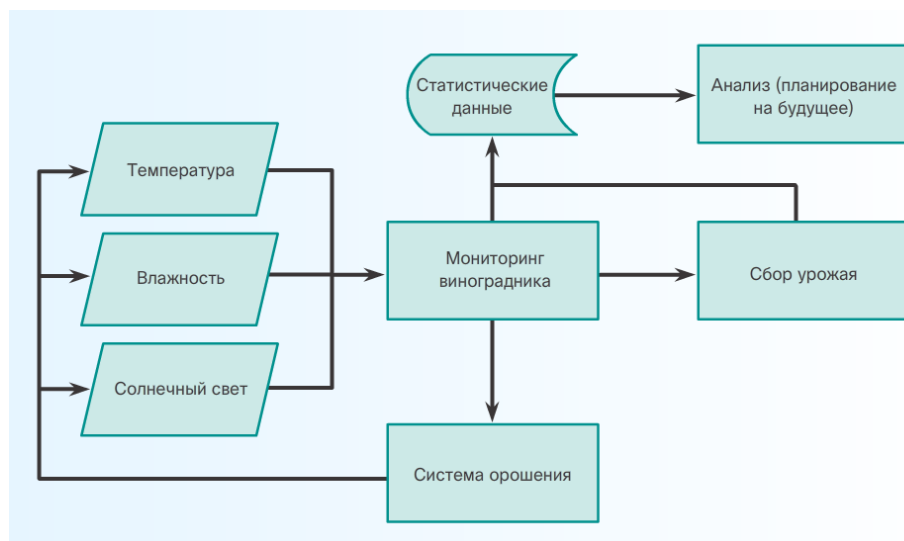 Статистические
данные
Анализ (планирование
на будущее)
Температура
Влажность
Мониторинг
виноградника
Сбор урожая
Солнечный свет
Система орошения